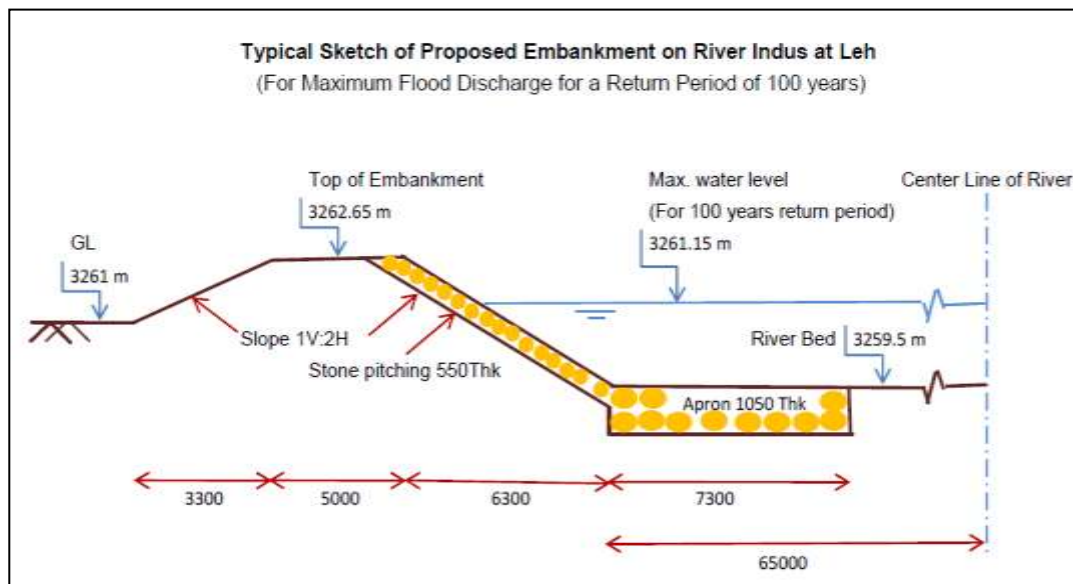 Typical Sketch of Proposed Embankment on River Indus at Leh
(For Maximum Flood Discharge for a Return Period of 100 years)
Top of Embankment
3262.65 m
Max. water level
(For 100 years return period)
3261.15 m
Center Line of River
GL
3261 m
Slope 1V:2H
Stone pitching 550Thk
River Bed
3259.5 m
Apron 1050 Thk
3300
5000
6300
7300
65000